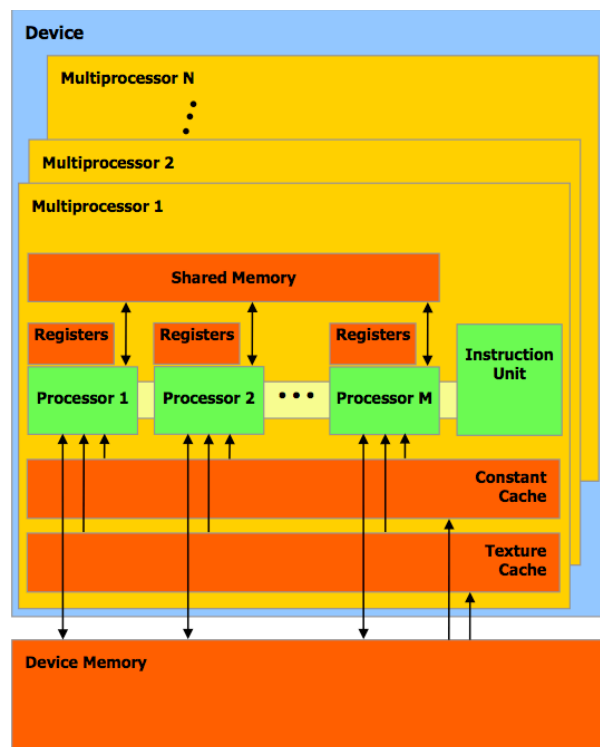 Device
Multiprocessor N
Multiprocessor 2
Multiprocessor 1
Shared Memory
Registers
Registers
Registers
Instruction
Unit
Processor 1
Processor 2
Processor M
Constant
Cache
Texture
Cache
Device Memory